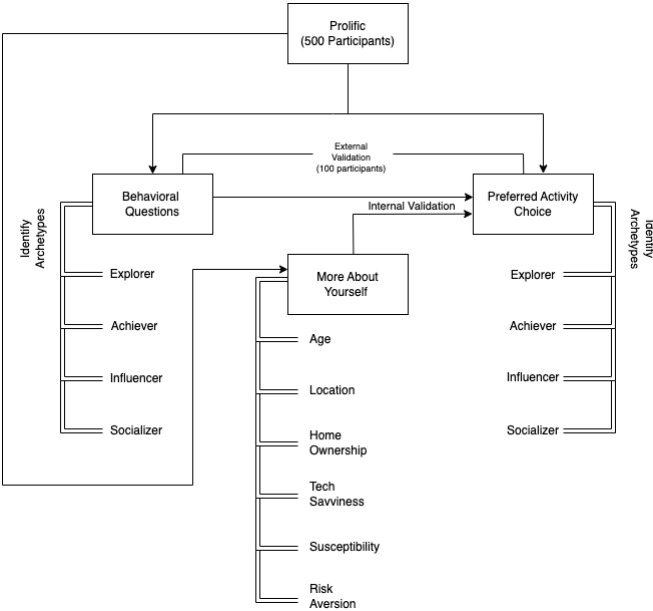 Prolific
(500 Participants)
External
Validation
(100 participants)
Behavioral
Questions
Preferred Activity
Choice
Internal Validation
Identify
Archetypes
Identify
Archetypes
More About
Yourself
Explorer
Achiever
Influencer
Socializer
Age
Location
Home
Ownership
Tech
Savviness
Susceptibility
Risk
Aversion
Explorer
Achiever
Influencer
Socializer